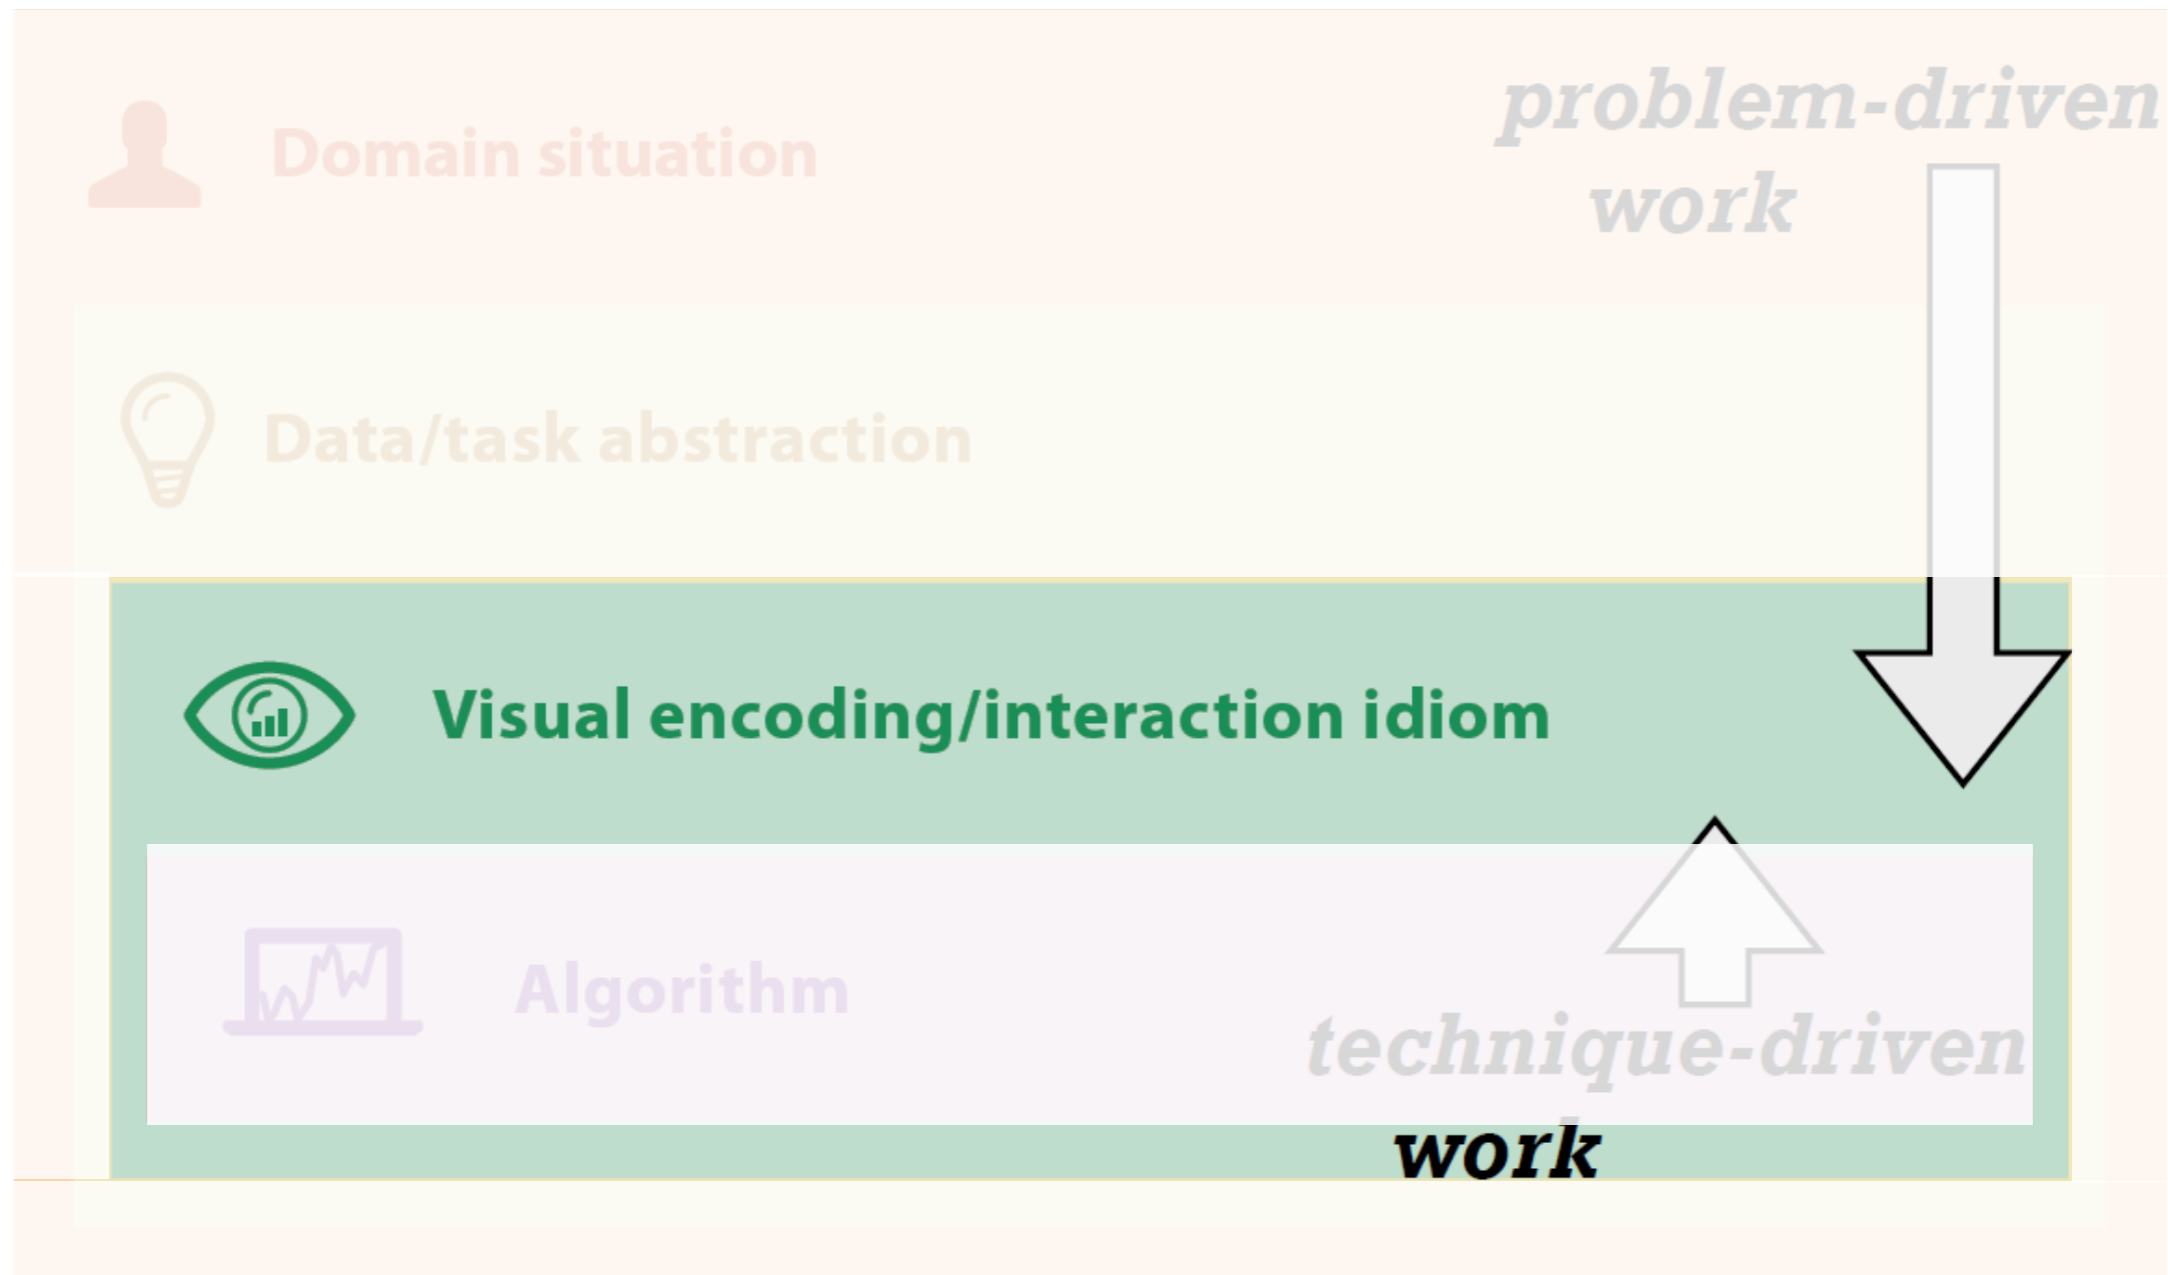 problem-driven
work
Domain situation
Data/task abstraction
Visual encoding/interaction idiom
Algorithm
technique-driven
work